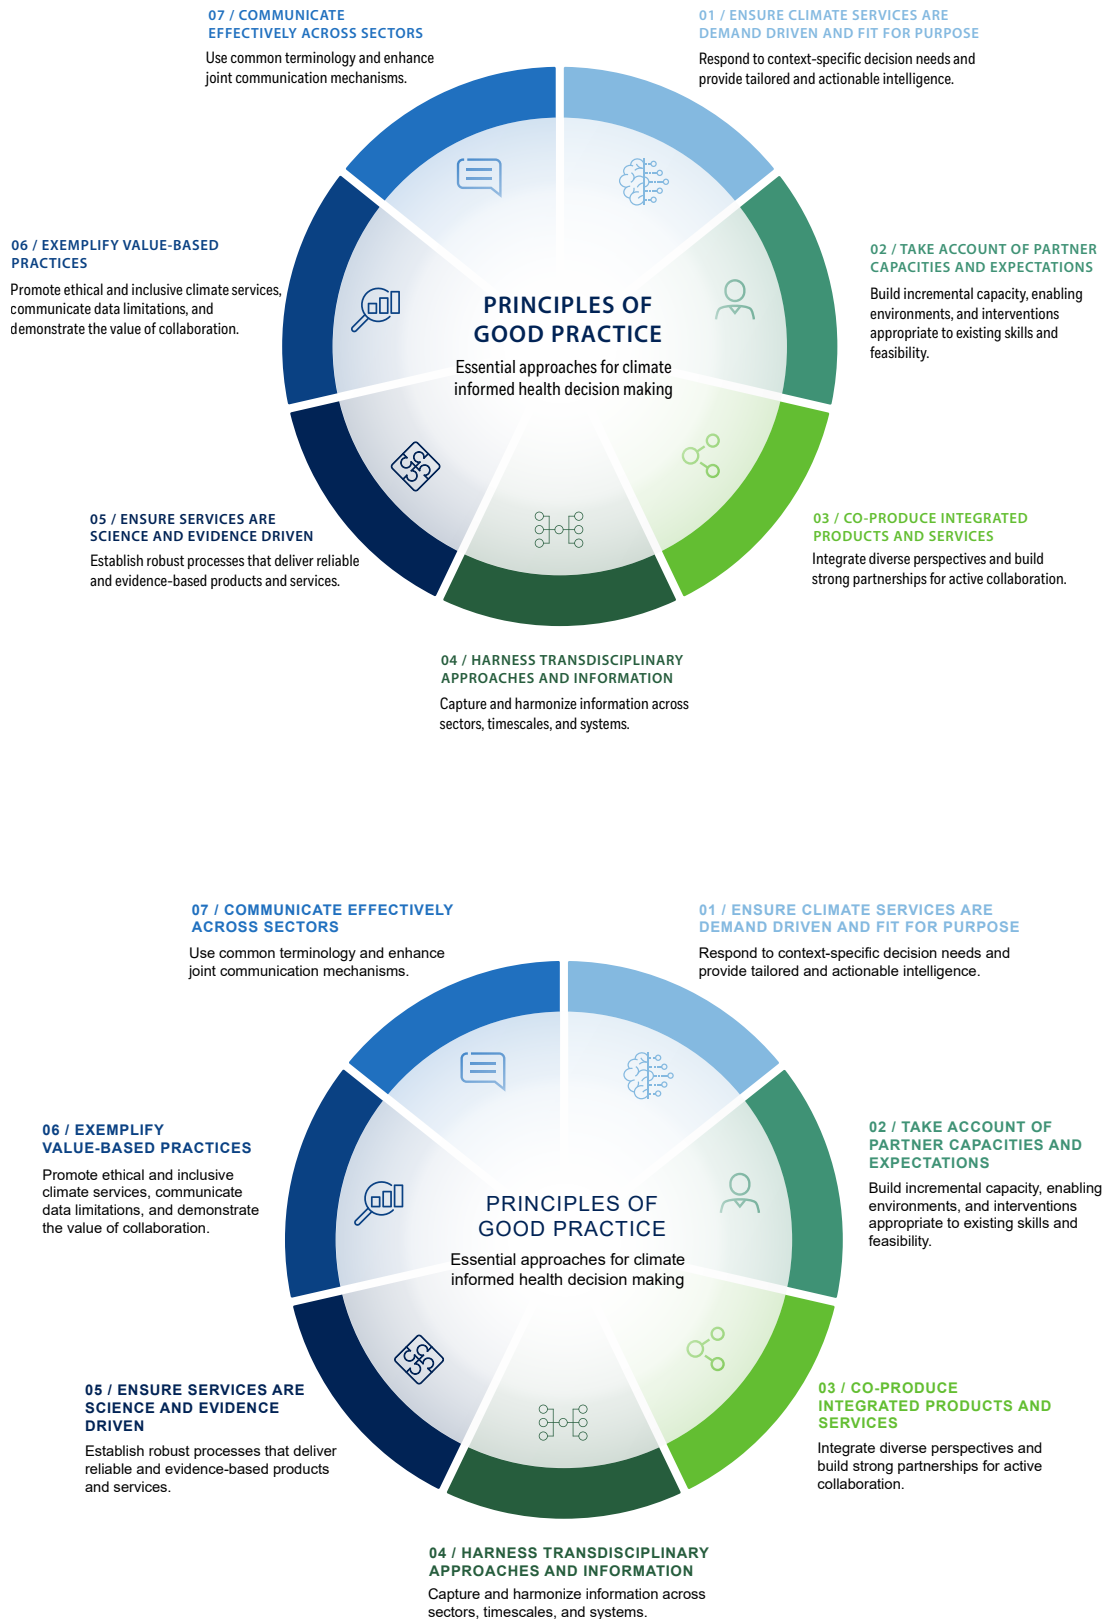 07 / COMMUNICATE
EFFECTIVELY ACROSS SECTORS
Use common terminology and enhance
joint communication mechanisms.
01 / ENSURE CLIMATE SERVICES ARE
DEMAND DRIVEN AND FIT FOR PURPOSE
Respond to context-specific decision needs and
provide tailored and actionable intelligence.
06 / EXEMPLIFY VALUE-BASED
PRACTICES
Promote ethical and inclusive climate services,
communicate data limitations, and
demonstrate the value of collaboration.
PRINCIPLES OF
GOOD PRACTICE
Essential approaches for climate
informed health decision making
02 / TAKE ACCOUNT OF PARTNER
CAPACITIES AND EXPECTATIONS
Build incremental capacity, enabling
environments, and interventions
appropriate to existing skills and
feasibility.
05 / ENSURE SERVICES ARE
SCIENCE AND EVIDENCE DRIVEN
Establish robust processes that deliver reliable
and evidence-based products and services.
03 / CO-PRODUCE INTEGRATED
PRODUCTS AND SERVICES
Integrate diverse perspectives and build
strong partnerships for active collaboration.
04 / HARNESS TRANSDISCIPLINARY
APPROACHES AND INFORMATION
Capture and harmonize information across
sectors, timescales, and systems.
07 / COMMUNICATE EFFECTIVELY
ACROSS SECTORS
Use common terminology and enhance
joint communication mechanisms.
01 / ENSURE CLIMATE SERVICES ARE
DEMAND DRIVEN AND FIT FOR PURPOSE
Respond to context-specific decision needs and
provide tailored and actionable intelligence.
06 / EXEMPLIFY
VALUE-BASED PRACTICES
Promote ethical and inclusive
climate services, communicate
data limitations, and demonstrate
the value of collaboration.
PRINCIPLES OF
GOOD PRACTICE
Essential approaches for climate
informed health decision making
02 / TAKE ACCOUNT OF
PARTNER CAPACITIES AND
EXPECTATIONS
Build incremental capacity, enabling
environments, and interventions
appropriate to existing skills and
feasibility.
05 / ENSURE SERVICES ARE
SCIENCE AND EVIDENCE
DRIVEN
Establish robust processes that deliver
reliable and evidence-based products
and services.
03 / CO-PRODUCE
INTEGRATED PRODUCTS AND
SERVICES
Integrate diverse perspectives and
build strong partnerships for active
collaboration.
04 / HARNESS TRANSDISCIPLINARY
APPROACHES AND INFORMATION
Capture and harmonize information across
sectors, timescales, and systems.